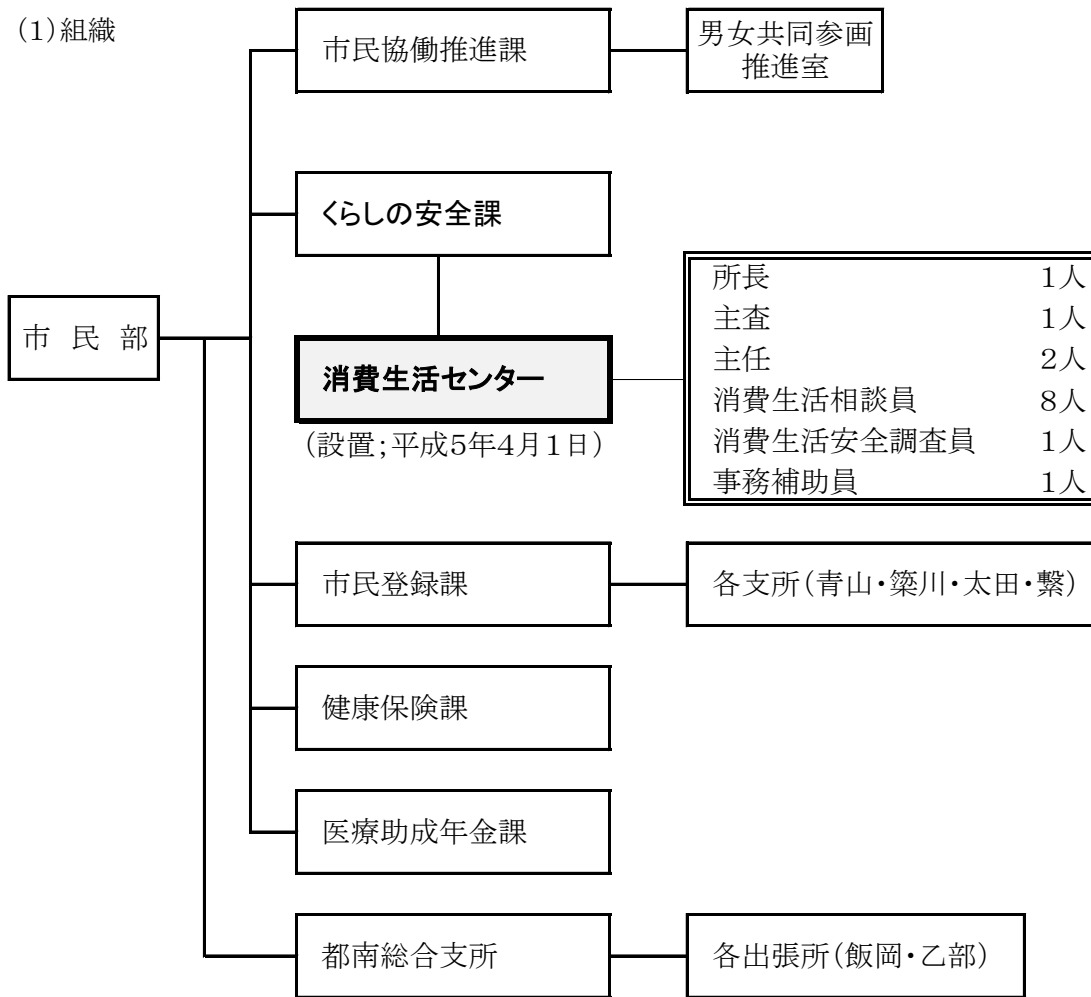 (1)組織
市民協働推進課
男女共同参画
推進室
くらしの安全課
市 民 部
消費生活センター
(設置;平成5年4月1日)
所長 1人
主査 1人
主任 2人
消費生活相談員 8人
消費生活安全調査員 1人
事務補助員 1人
市民登録課
各支所(青山・簗川・太田・繋)
健康保険課
医療助成年金課
都南総合支所
各出張所(飯岡・乙部)